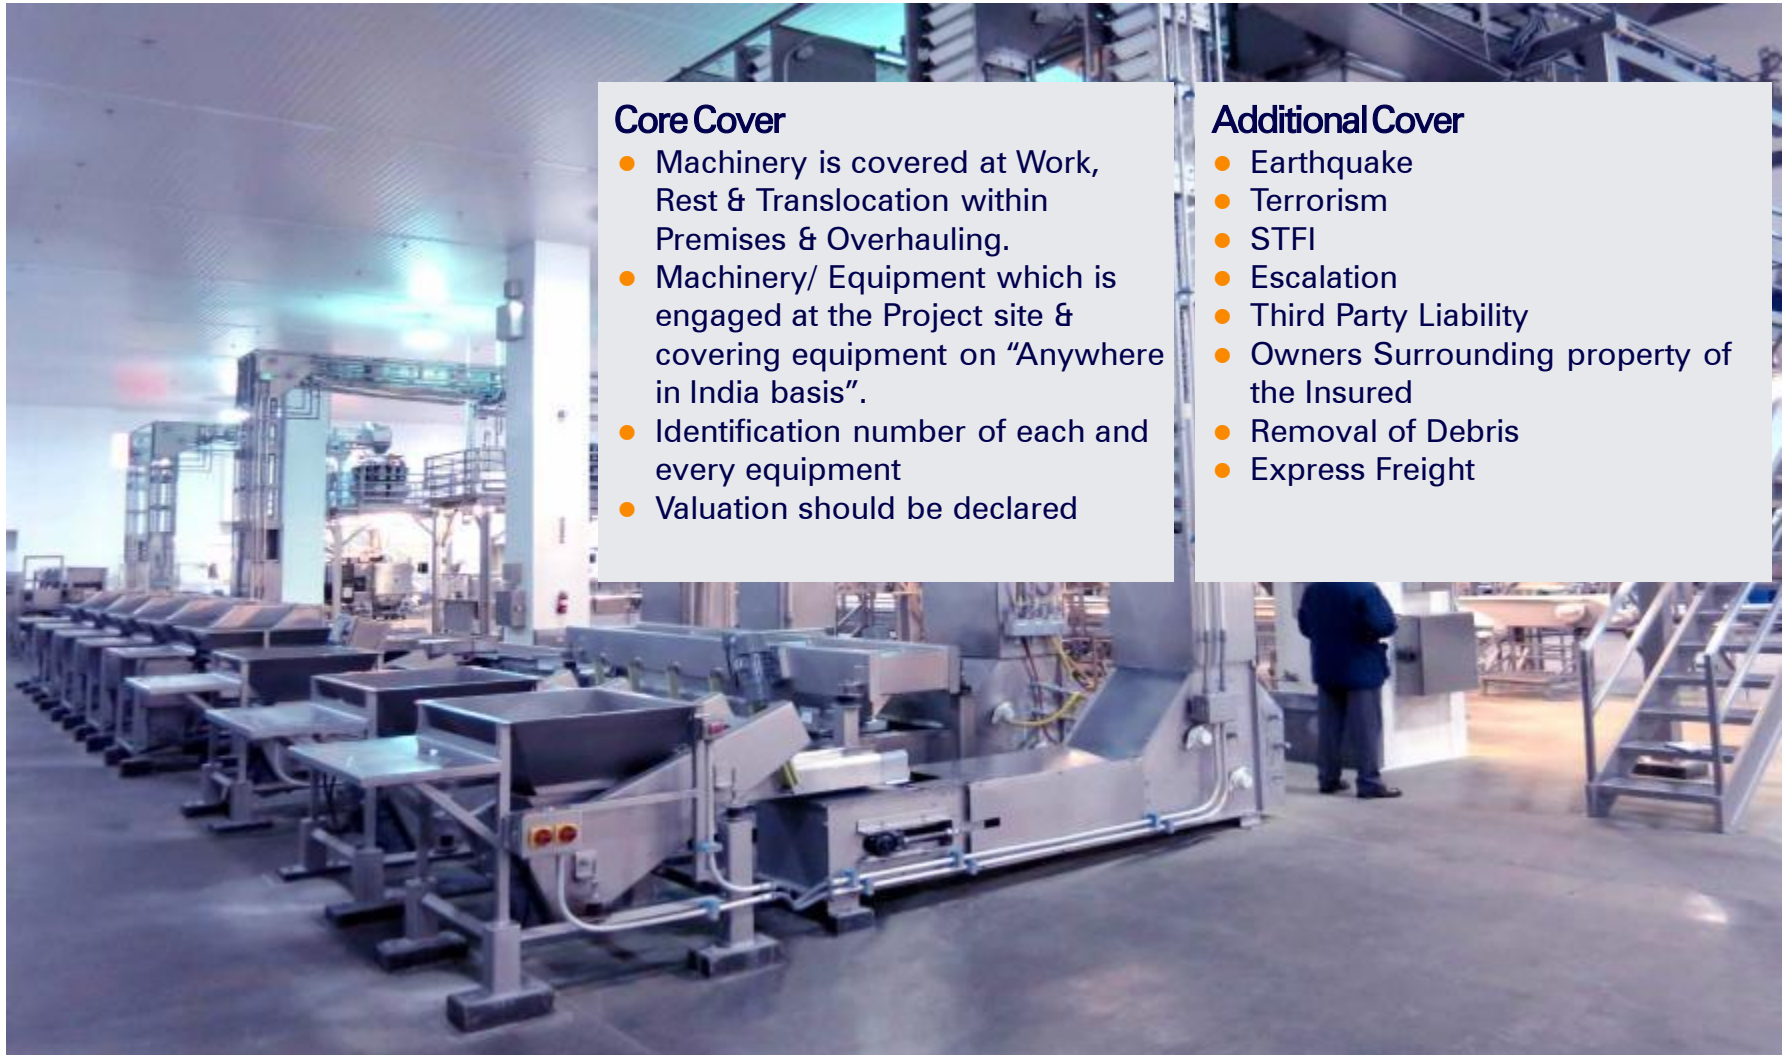 Core Cover
● Machinery is covered at Work,
Rest & Translocation within
Premises & Overhauling.
● Machinery/ Equipment which is
engaged at the Project site &
covering equipment on “Anywhere
in India basis”.
● Identification number of each and
every equipment
● Valuation should be declared
Additional Cover
● Earthquake
● Terrorism
● STFI
● Escalation
● Third Party Liability
● Owners Surrounding property of
the Insured
● Removal of Debris
● Express Freight